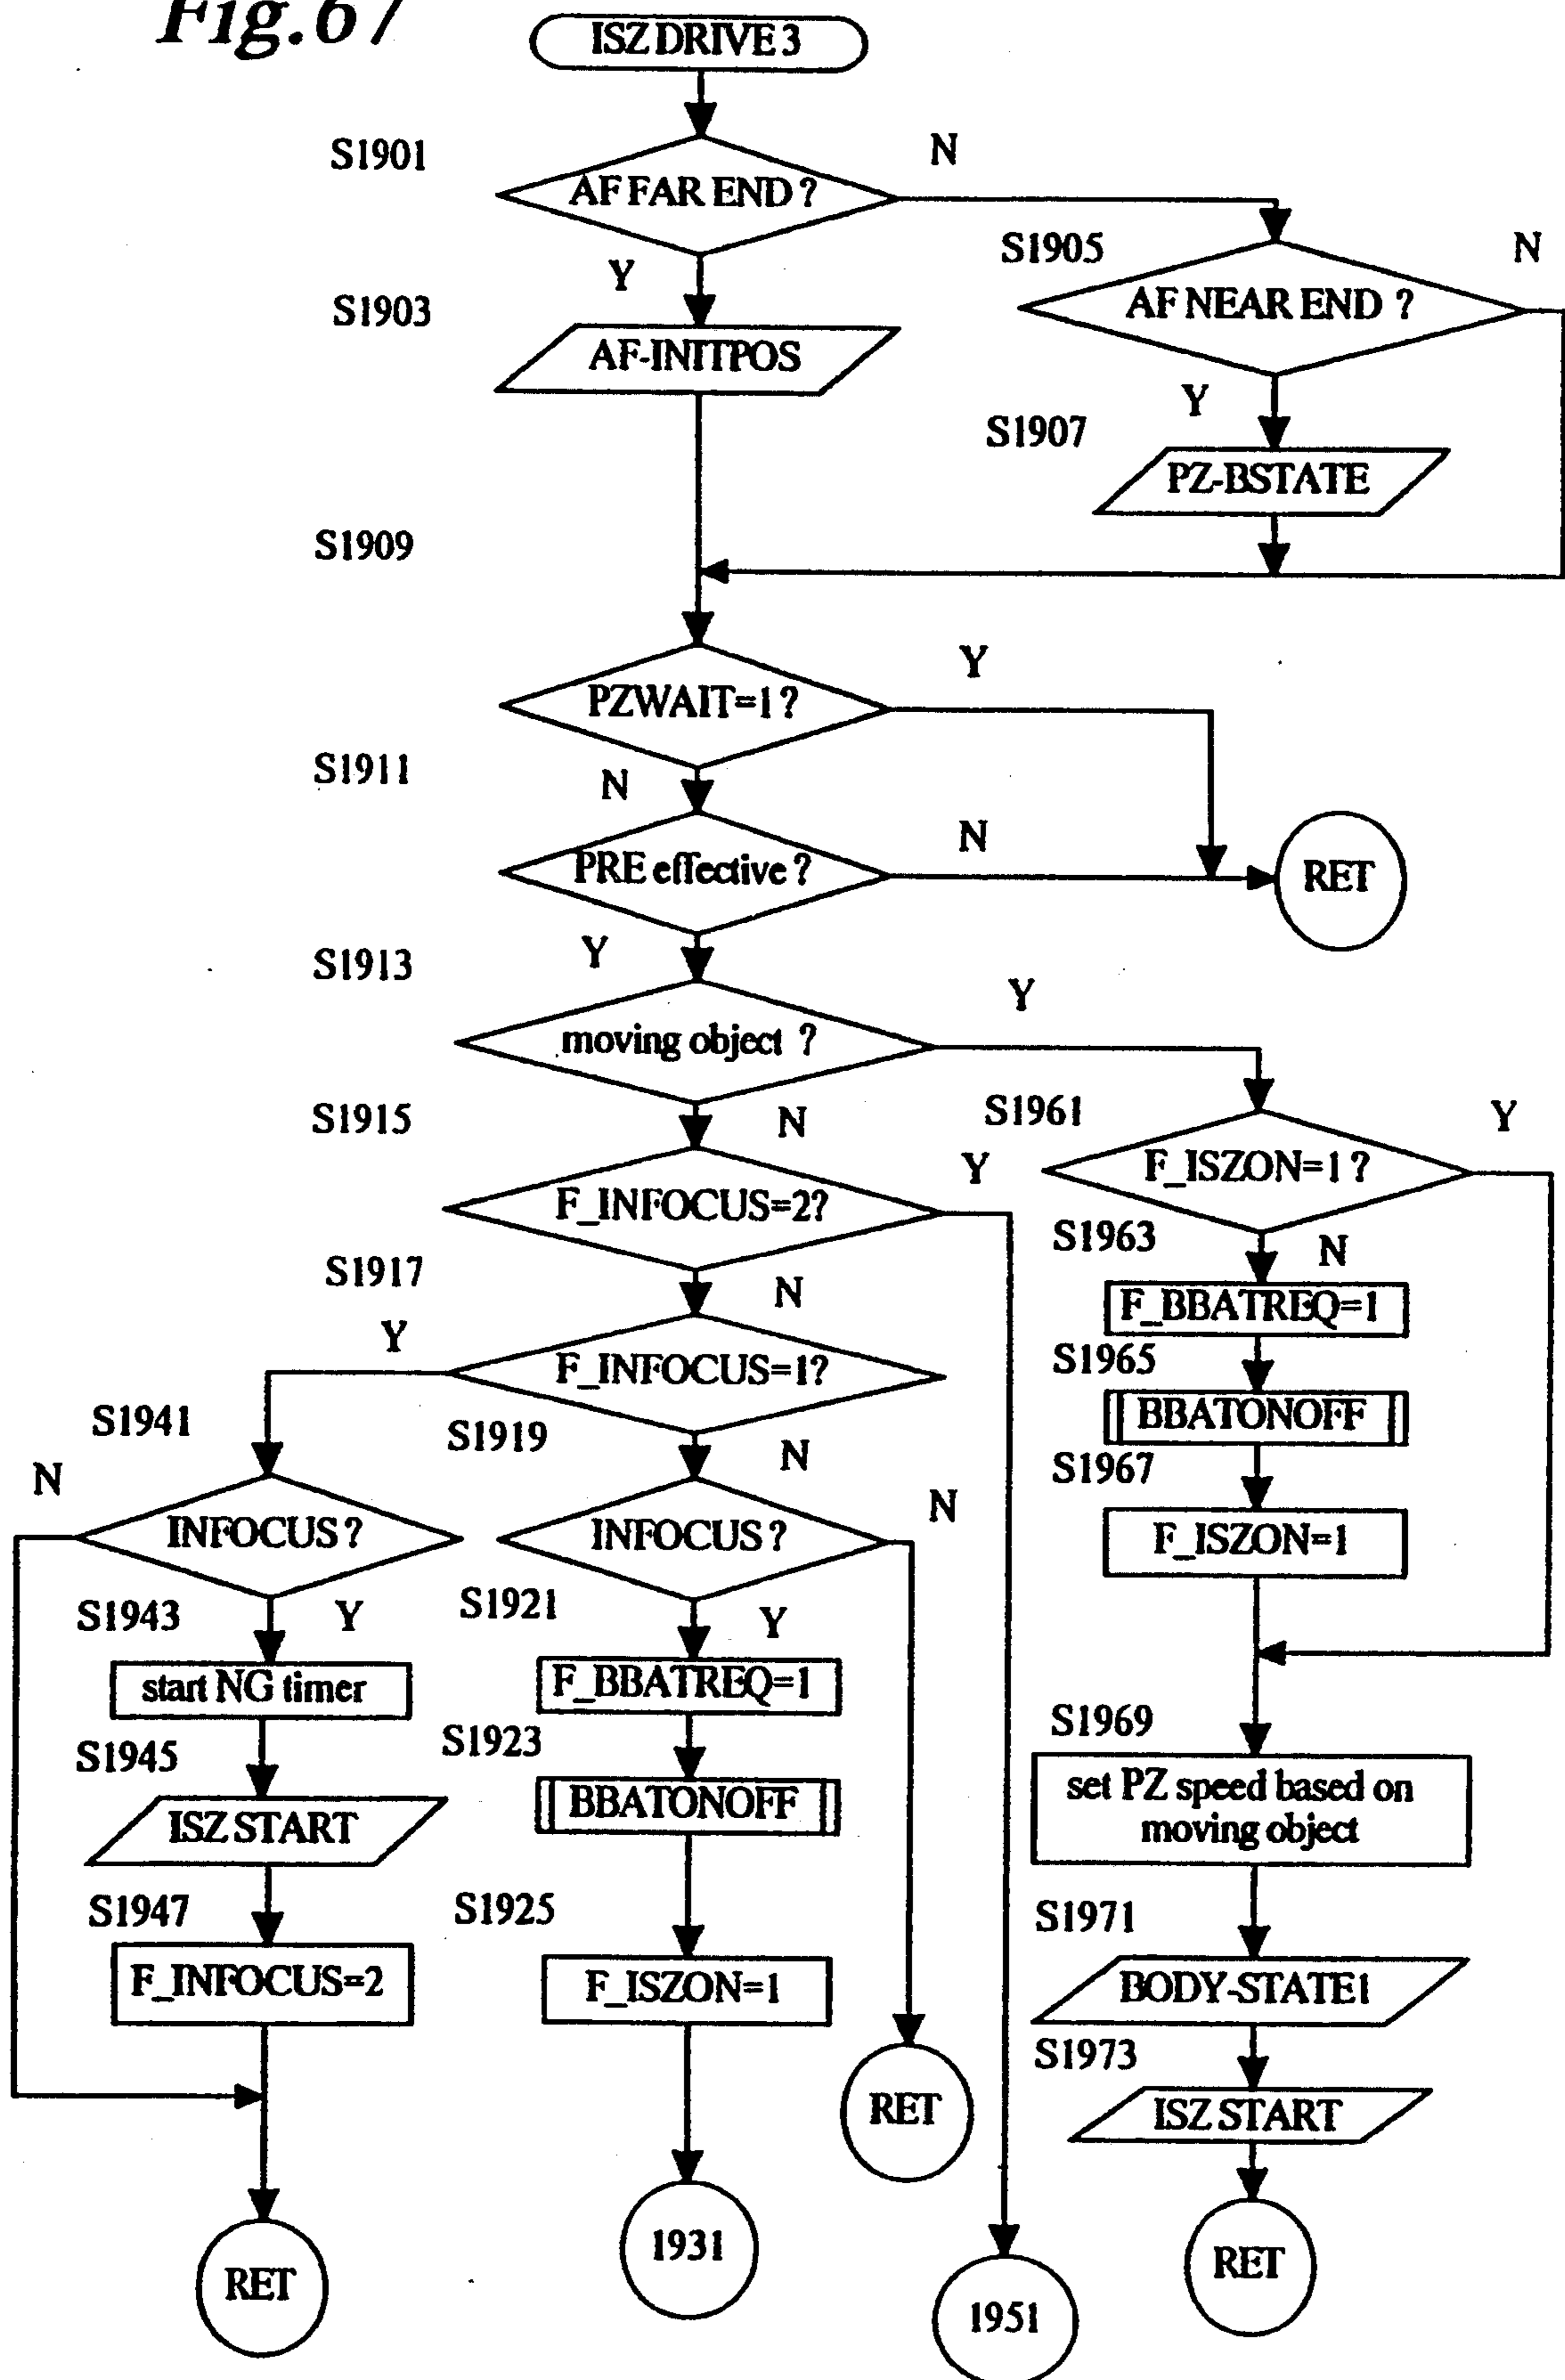 Fig.67
ISZ DRIVE 3
S1901
N
AF FAR END ?
S1905
N
Y
AF NEAR END ?
S1903
AF-INITPOS
Y
S1907
PZ-BSTATE
S1909
Y
PZWAIT=1 ?
S1911
N
N
PRE effective ?
RET
Y
S1913
Y
moving object ?
S1915
N
S1961
Y
Y
F_ISZON=1 ?
F_INFOCUS=2?
S1963
N
S1917
N
F_BBATREQ=1
Y
S1965
F_INFOCUS=1?
BBATONOFF
S1941
S1919
N
S1967
N
N
INFOCUS ?
INFOCUS ?
F_ISZON=1
S1943
Y
S1921
Y
start NG timer
F_BBATREQ=1
S1945
S1923
S1969
ISZ START
BBATONOFF
set PZ speed based on
moving object
S1947
S1925
S1971
F_INFOCUS=2
F_ISZON=1
BODY-STATE1
S1973
RET
ISZ START
RET
1931
1951
RET